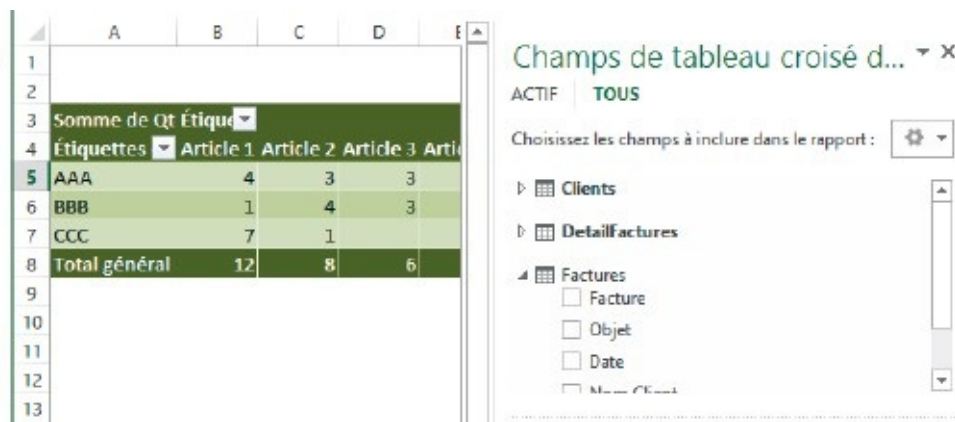 A B C D E
1
2
3 Somme de Qt Étique
4 Étiquettes Article 1 Article 2 Article 3 Arti
5 AAA 4 3 3
6 BBB 1 4 3
7 CCC 7 1
8 Total général 12 8 6
9
10
11
12
13
Champs de tableau croisé d...
ACTIF TOUS
Choisissez les champs à inclure dans le rapport :
Clients
DetailFactures
Factures
Facture
Objet
Date
Nom Client